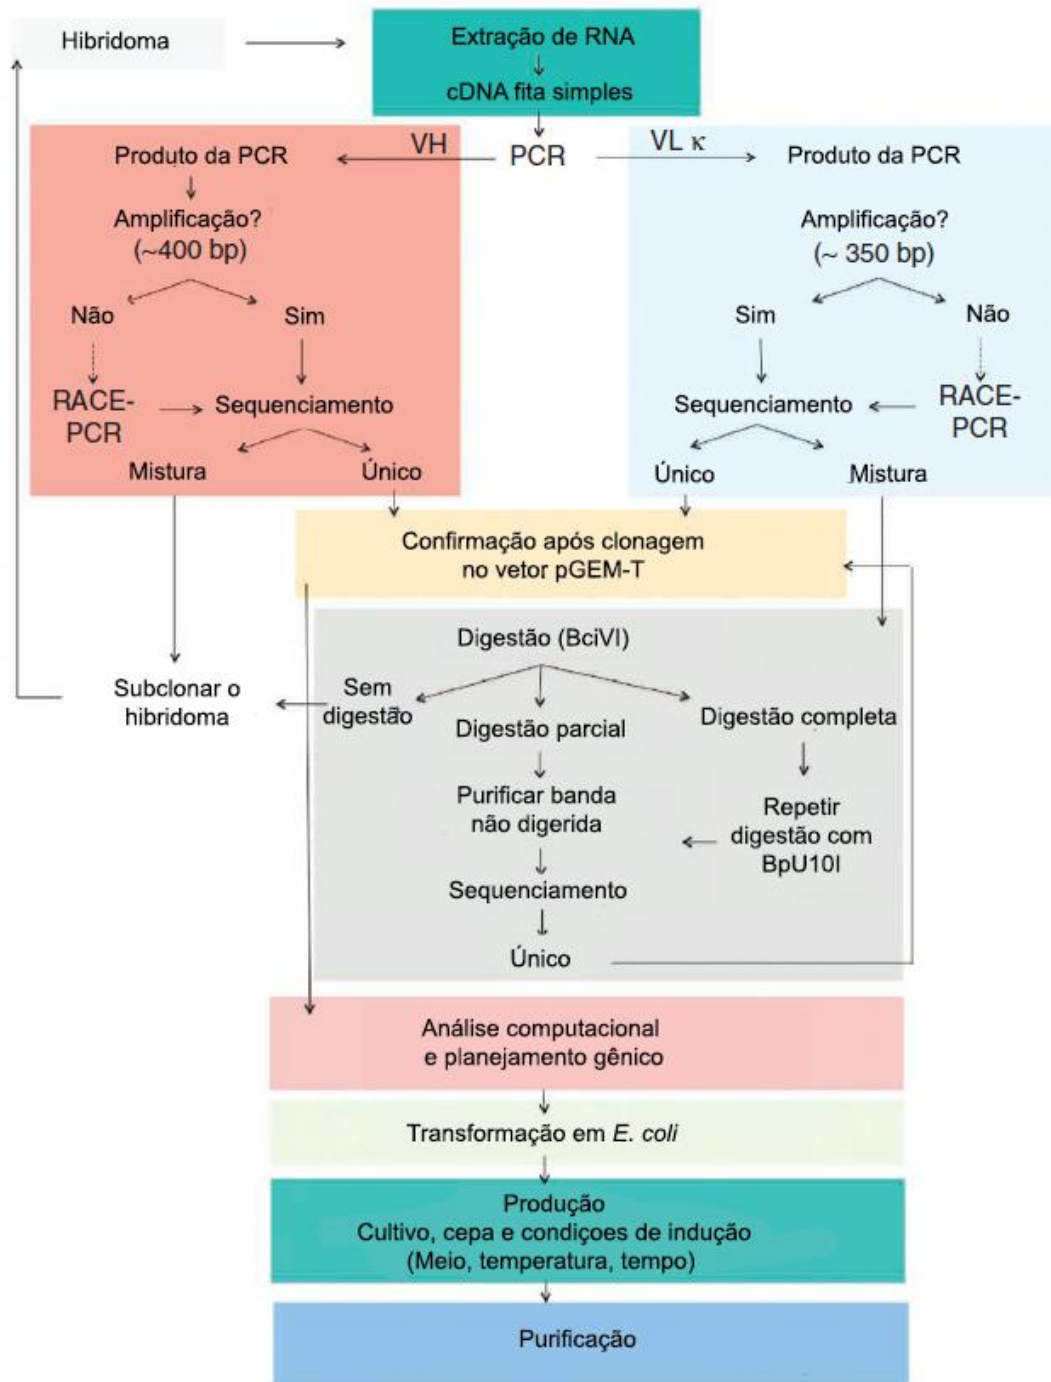 Hibridoma
Extração de RNA
cDNA fita simples
VH
PCR
VL κ
Produto da PCR
Amplificação?
(~400 bp)
Não
Sim
RACE-
PCR
Sequenciamento
Mistura
Único
Produto da PCR
Amplificação?
(~ 350 bp)
Sim
Não
Sequenciamento
RACE-
PCR
Único
Mistura
Confirmação após clonagem
no vetor pGEM-T
Digestão (BciVI)
Subclonar o
hibridoma
Sem
digestão
Digestão parcial
Digestão completa
Purificar banda
não digerida
Repetir
digestão com
BpU10I
Sequenciamento
Único
Análise computacional
e planejamento gênico
Transformação em E. coli
Produção
Cultivo, cepa e condiçoes de indução
(Meio, temperatura, tempo)
Purificação